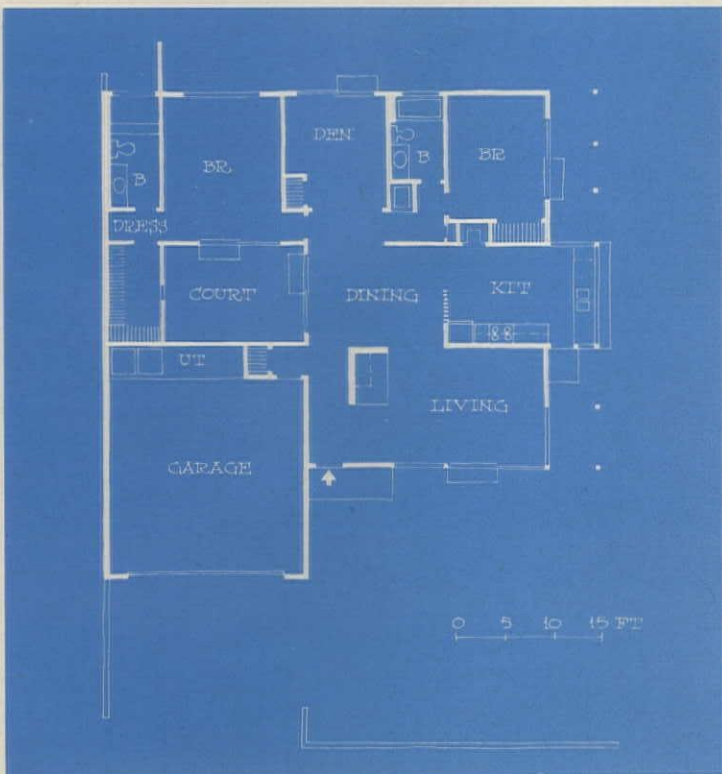 DEN
BR
B
BR
B
DRESS
COURT
DINING
KIT
UT
LIVING
GARAGE
0 5 10 15 FT